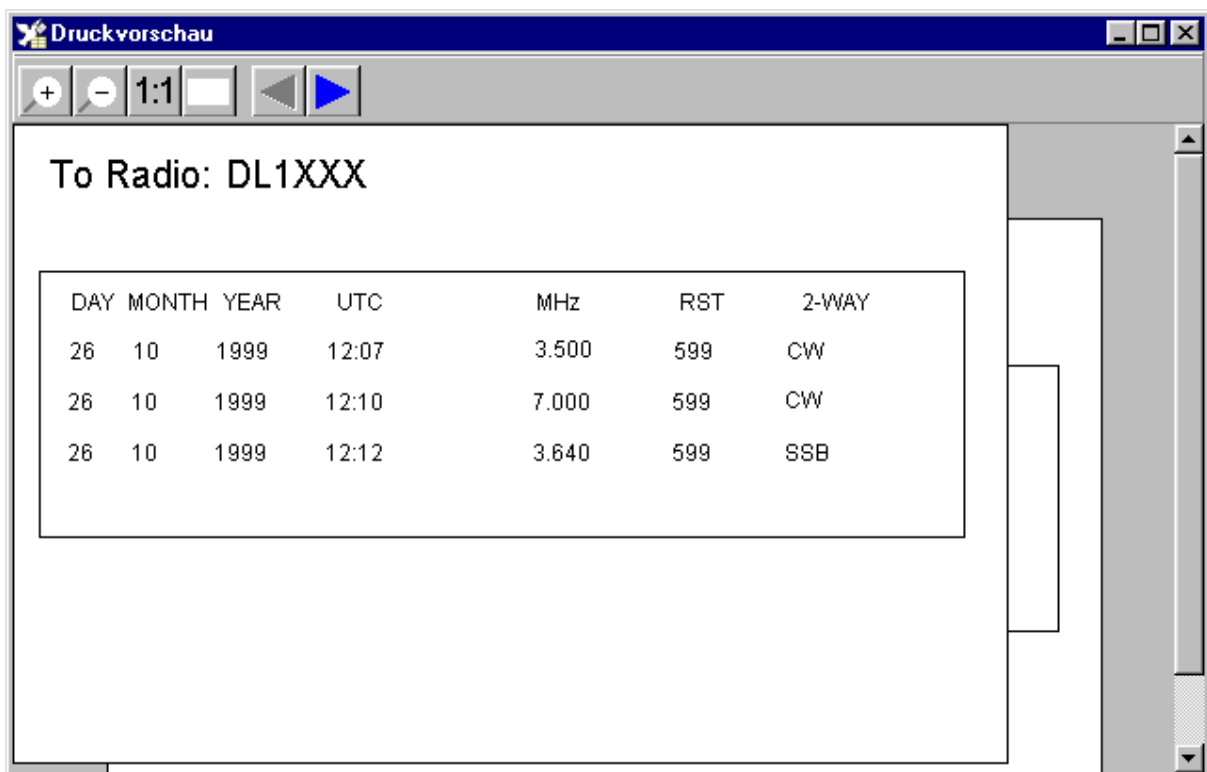 Druckvorschau
1:1
To Radio: DL1XXX
DAY MONTH YEAR UTC MHz RST 2-WAY
26 10 1999 12:07 3.500 599 CW
26 10 1999 12:10 7.000 599 CW
26 10 1999 12:12 3.640 599 SSB